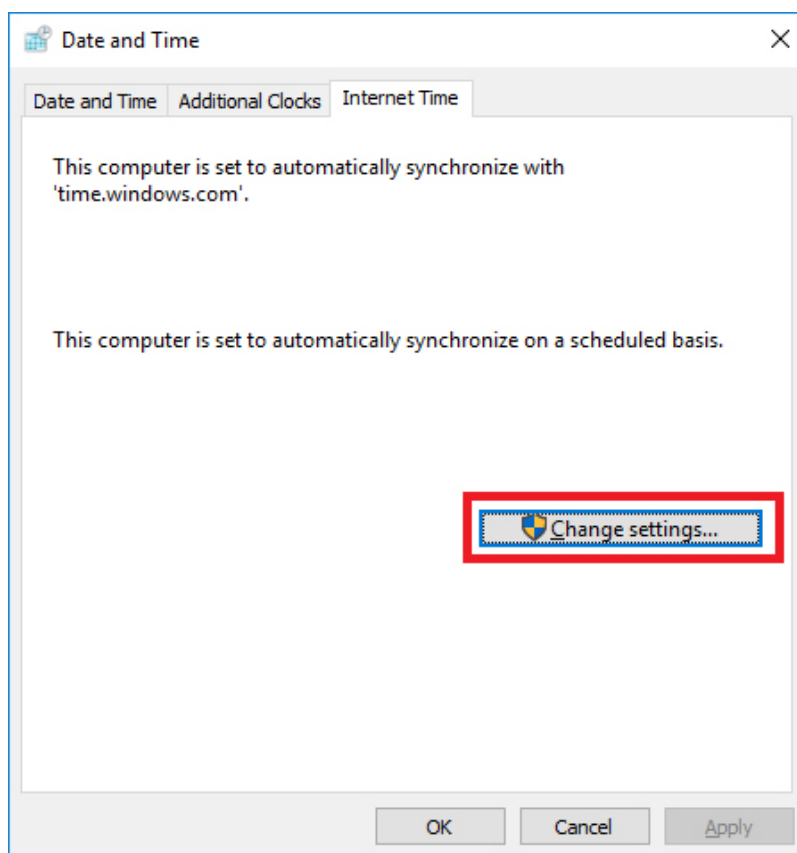 Date and Time
Date and Time Additional Clocks Internet Time
This computer is set to automatically synchronize with
'time.windows.com'.
This computer is set to automatically synchronize on a scheduled basis.
Change settings...
OK Cancel Apply